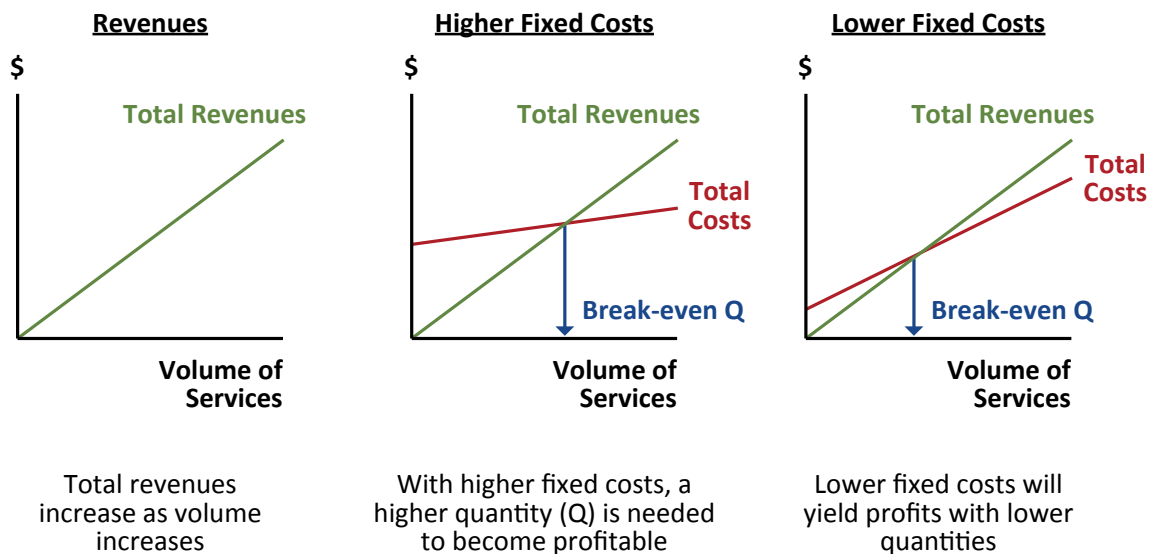 Revenues
$
Total Revenues
Volume of
Services
Total revenues
increase as volume
increases
Higher Fixed Costs
$
Total Revenues
Total
Costs
Break-even Q
Volume of
Services
With higher fixed costs, a
higher quantity (Q) is needed
to become profitable
Lower Fixed Costs
$
Total Revenues
Total
Costs
Break-even Q
Volume of
Services
Lower fixed costs will
yield profits with lower
quantities